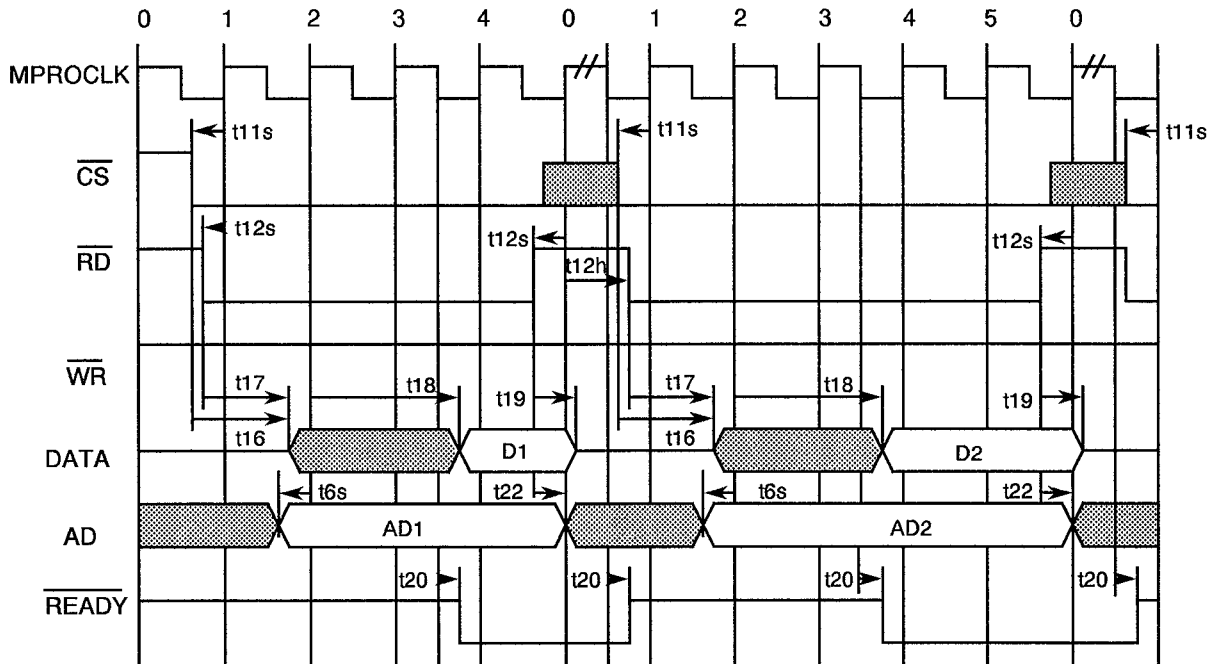 0 1 2 3 4 0 1 2 3 4 5 0
MPROCLK
t11s t11s t11s
CS
t12s t12s t12s
RD
t12h
WR
t17 t18 t19 t17 t18 t19
t16 t16
DATA D1 D2
t6s t22 t6s t22
AD AD1 AD2
t20 t20 t20 t20
READY